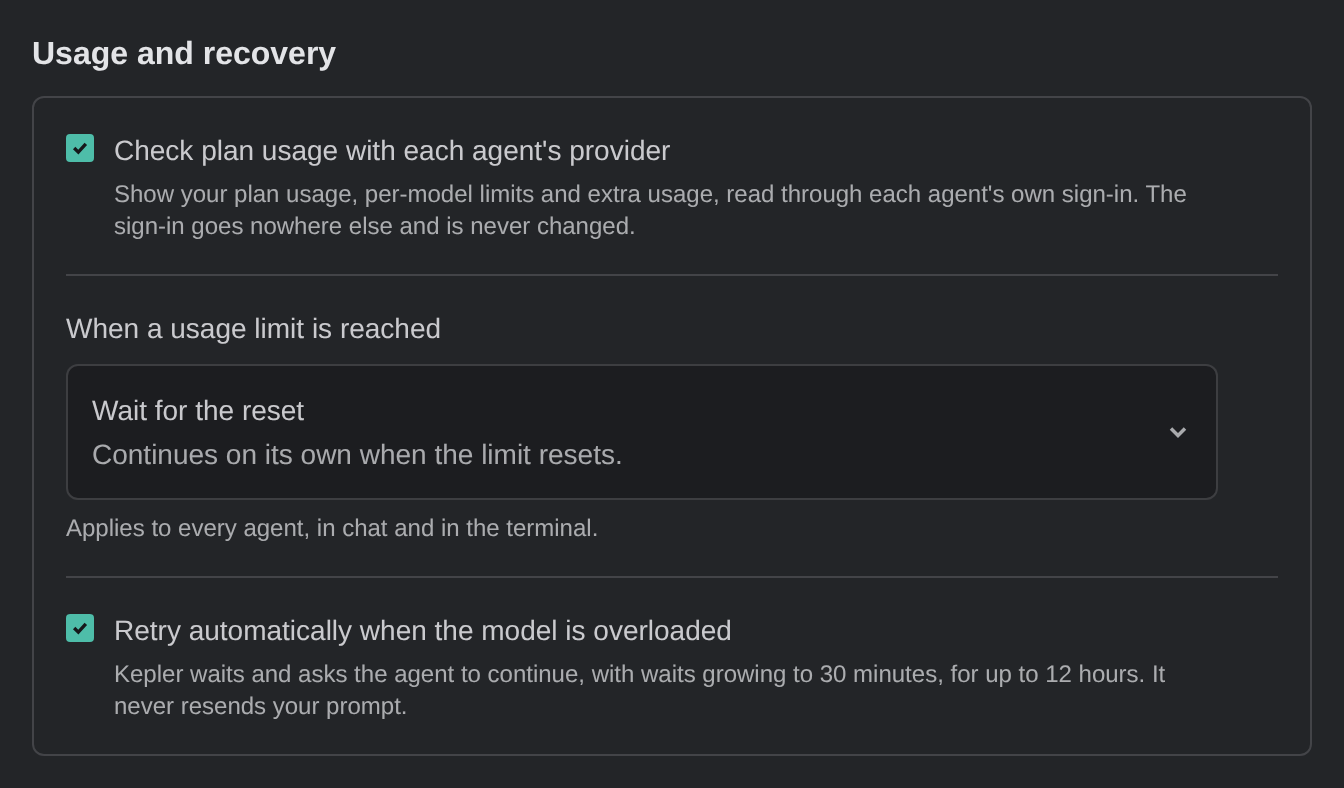 Usage and recovery
Check plan usage with each agent's provider
Show your plan usage, per-model limits and extra usage, read through each agent's own sign-in. The
sign-in goes nowhere else and is never changed.
When a usage limit is reached
Wait for the reset
Continues on its own when the limit resets.
Applies to every agent, in chat and in the terminal.
Retry automatically when the model is overloaded
Kepler waits and asks the agent to continue, with waits growing to 30 minutes, for up to 12 hours. It
never resends your prompt.